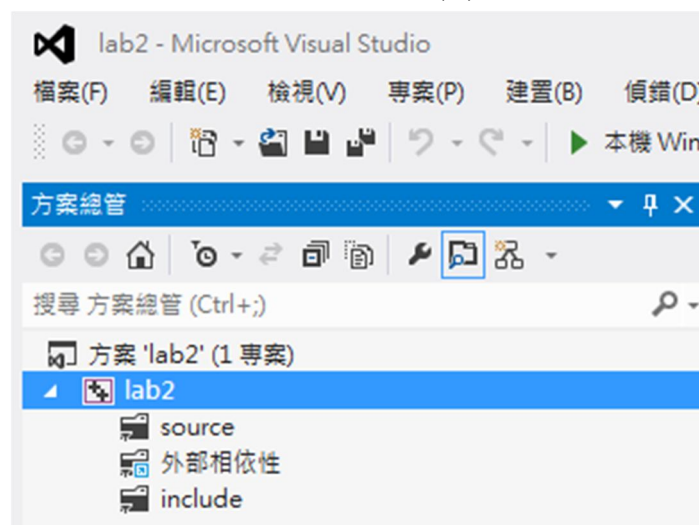 lab2 - Microsoft Visual Studio
檔案(F) 編輯(E) 檢視(V) 專案(P) 建置(B) 偵錯(D)
本機 Win
方案總管
搜尋 方案總管 (Ctrl+;)
方案 'lab2' (1 專案)
lab2
source
外部相依性
include